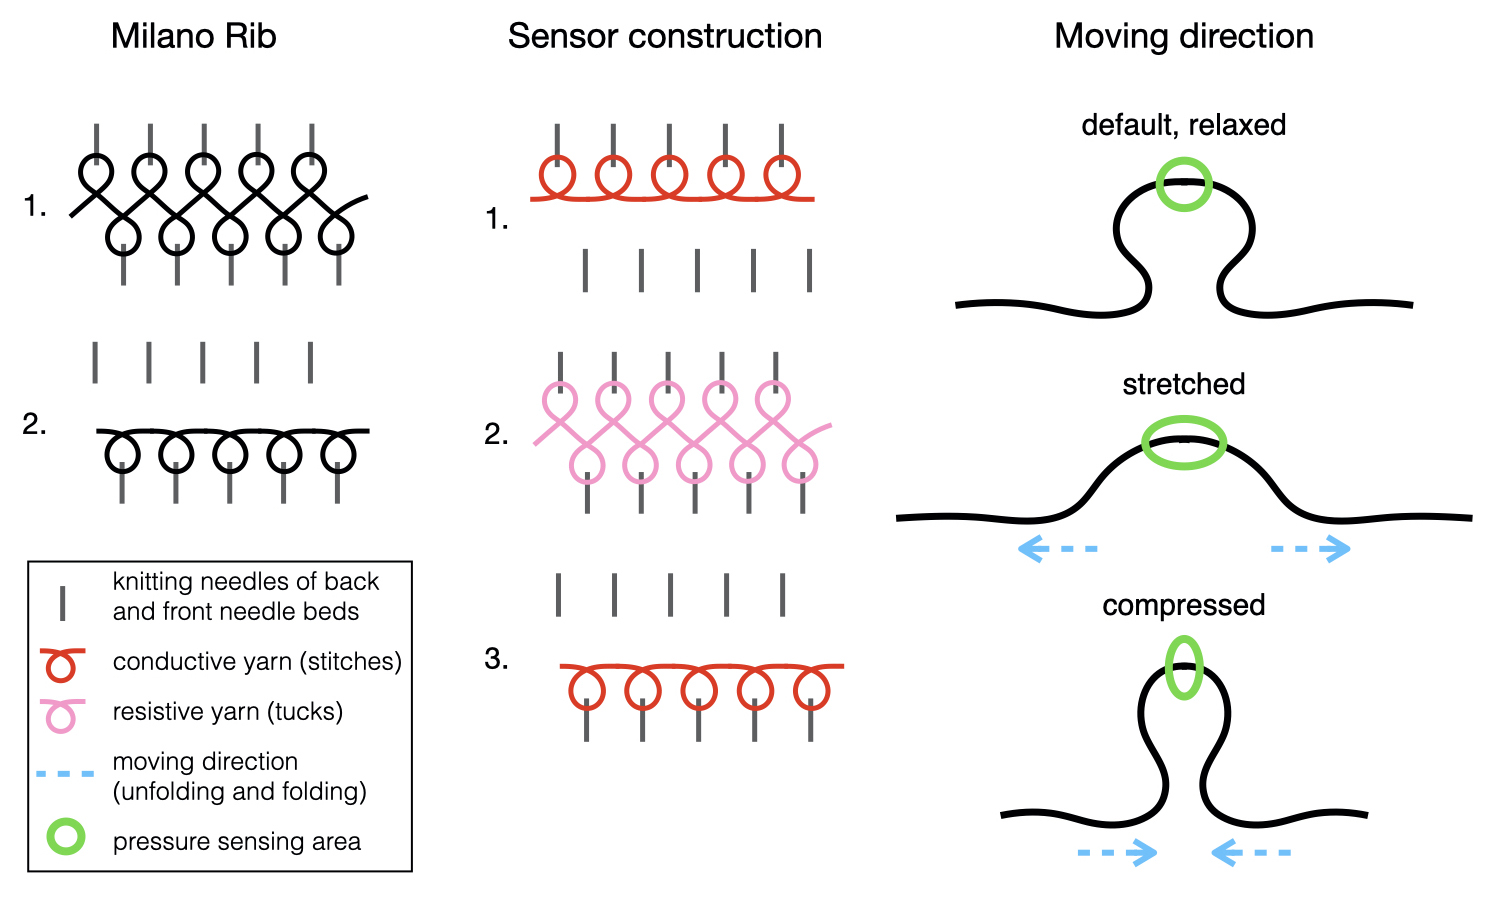 Milano Rib
1.
2.
knitting needles of back
and front needle beds
conductive yarn (stitches)
resistive yarn (tucks)
moving direction
(unfolding and folding)
pressure sensing area
Sensor construction
1.
2.
3.
Moving direction
default, relaxed
stretched
compressed